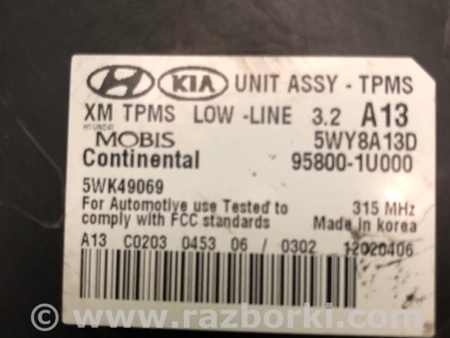 HYUNDAI KIA UNIT ASSY - TPMS
XM TPMS LOW -LINE 3.2 A13
HYUNDAI
MOBIS 5WY8A13D
Continental 95800-1U000
5WK49069
For Automotive use Tested to 315 MHz
comply with FCC standards Made in korea
A13 C0203 0453 06 / 0302 12020406
© www.razborki.com